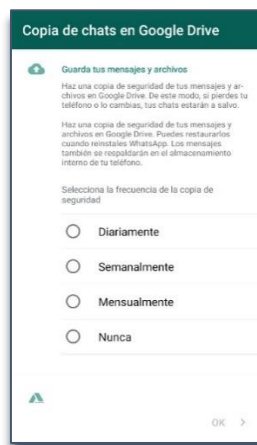 Copia de chats en Google Drive
Guarda tus mensajes y archivos
Haz una copia de seguridad de tus mensajes y ar-
chivos en Google Drive. De este modo, si pierdes tu
teléfono o lo cambias, tus chats estarán a salvo.
Haz una copia de seguridad de tus mensajes y
archivos en Google Drive. Puedes restaurarlos
cuando reinstales WhatsApp. Los mensajes
también se respaldarán en el almacenamiento
interno de tu teléfono.
Selecciona la frecuencia de la copia de
seguridad
Diariamente
Semanalmente
Mensualmente
Nunca
OK >